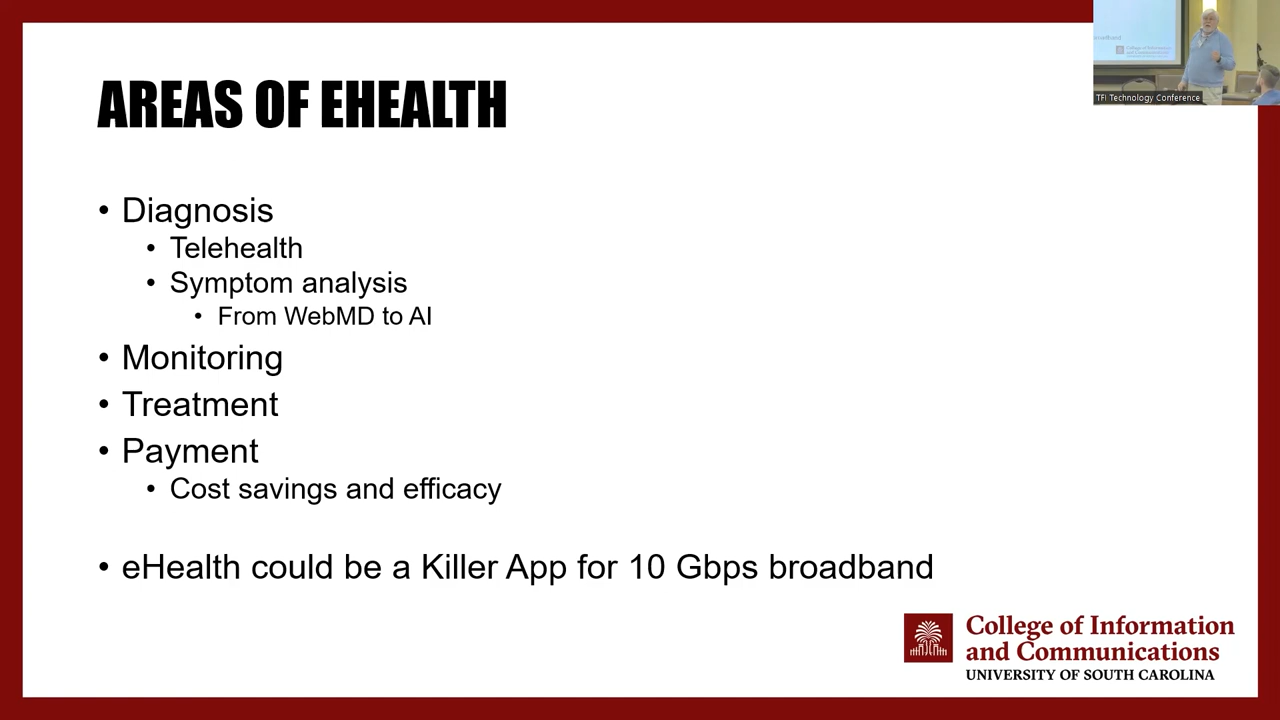 AREAS OF EHEALTH
• Diagnosis
• Telehealth
• Symptom analysis
• From WebMD to AI
• Monitoring
• Treatment
• Payment
• Cost savings and efficacy
• eHealth could be a Killer App for 10 Gbps broadband
College of Information
and Communications
UNIVERSITY OF SOUTH CAROLINA
TFI Technology Conference